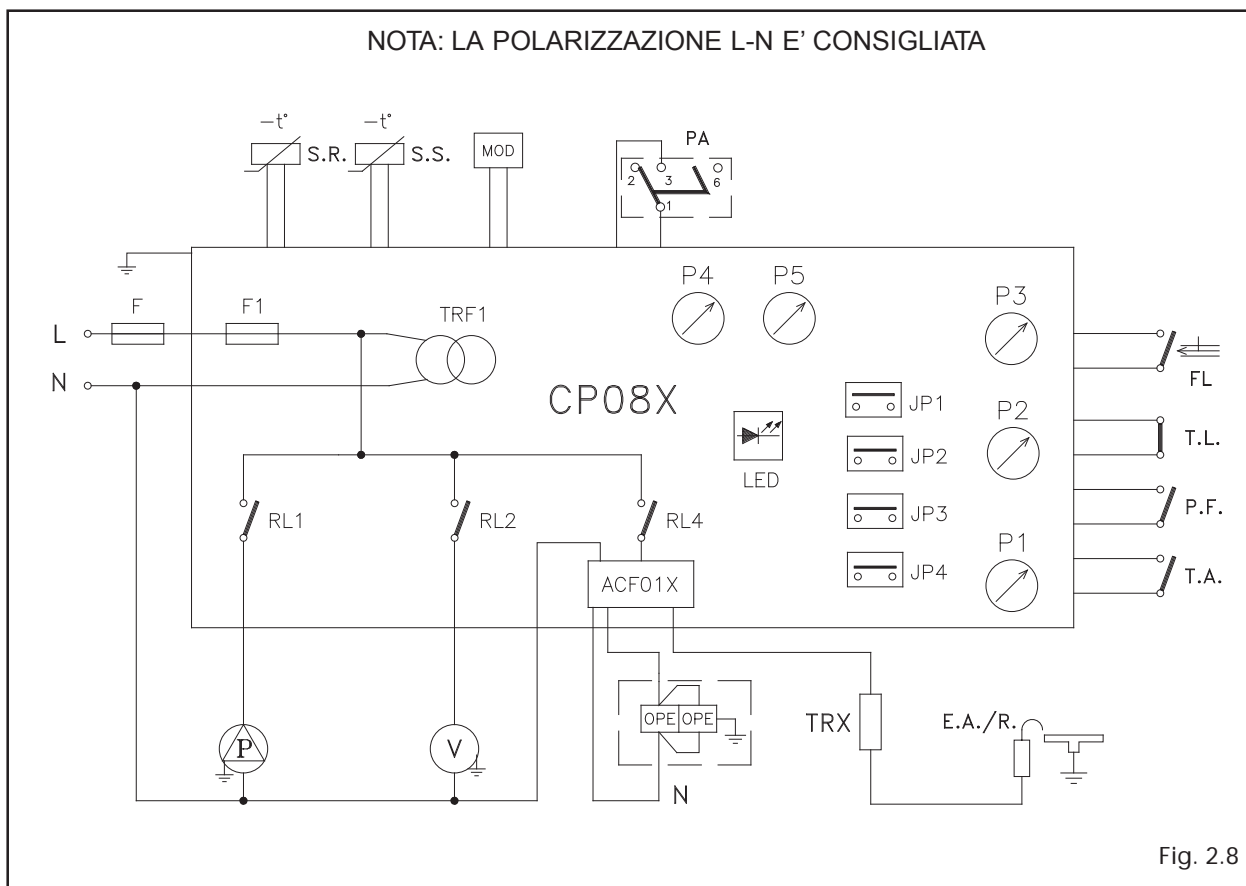 NOTA: LA POLARIZZAZIONE L-N E' CONSIGLIATA
-t° -t°
S.R. S.S. MOD PA
2 3 6
1
P4 P5 P3
F F1 TRF1
L
N
FL
CP08X
JP1
P2
T.L.
LED
JP2
RL1 RL2 RL4
JP3
P.F.
ACF01X
JP4
P1
T.A.
OPE OPE
TRX
E.A./R.
P V
N
Fig. 2.8